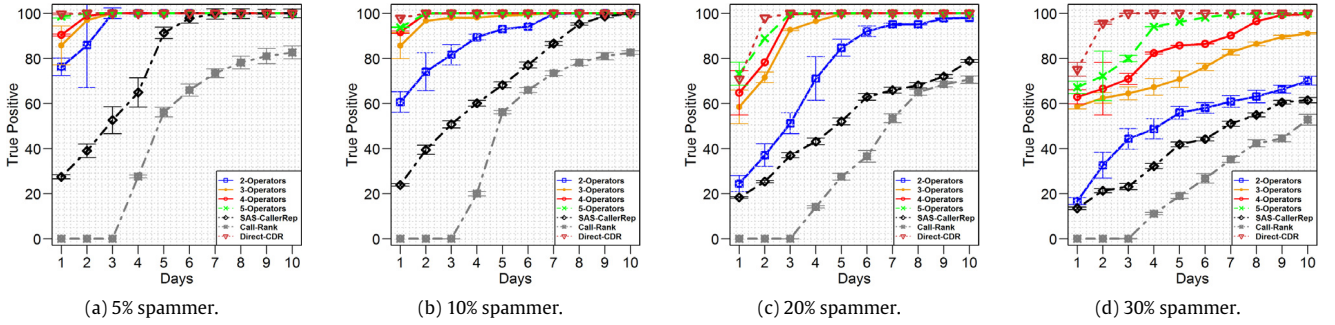 True Positive
100
80
60
40
20
0
2-Operators
3-Operators
4-Operators
5-Operators
SAS-CallerRep
Call-Rank
Direct-CDR
1 2 3 4 5 6 7 8 9 10
Days
(a) 5% spammer.
True Positive
100
80
60
40
20
0
2-Operators
3-Operators
4-Operators
5-Operators
SAS-CallerRep
Call-Rank
Direct-CDR
1 2 3 4 5 6 7 8 9 10
Days
(b) 10% spammer.
True Positive
100
80
60
40
20
0
2-Operators
3-Operators
4-Operators
5-Operators
SAS-CallerRep
Call-Rank
Direct-CDR
1 2 3 4 5 6 7 8 9 10
Days
(c) 20% spammer.
True Positive
100
80
60
40
20
0
2-Operators
3-Operators
4-Operators
5-Operators
SAS-CallerRep
Call-Rank
Direct-CDR
1 2 3 4 5 6 7 8 9 10
Days
(d) 30% spammer.